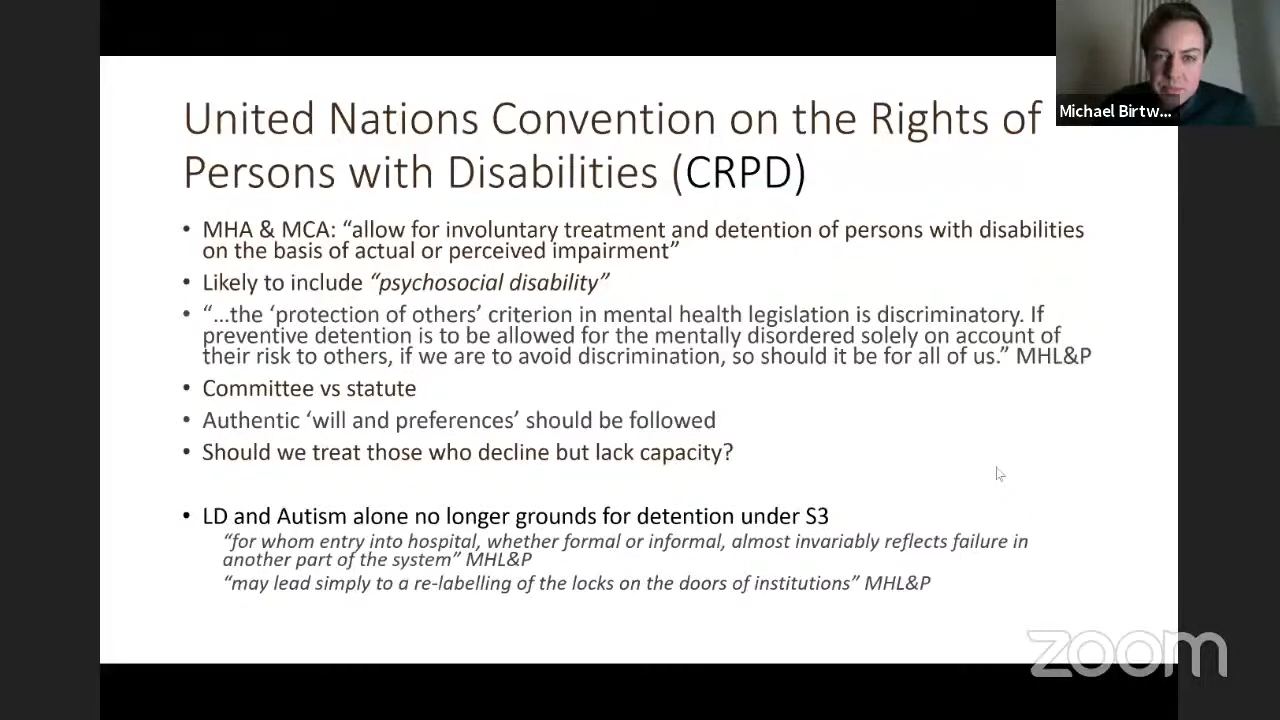 Michael Birtw...
United Nations Convention on the Rights of
Persons with Disabilities (CRPD)
• MHA & MCA: “allow for involuntary treatment and detention of persons with disabilities
on the basis of actual or perceived impairment”
• Likely to include “psychosocial disability”
• “...the ‘protection of others’ criterion in mental health legislation is discriminatory. If
preventive detention is to be allowed for the mentally disordered solely on account of
their risk to others, if we are to avoid discrimination, so should it be for all of us.” MHL&P
• Committee vs statute
• Authentic ‘will and preferences’ should be followed
• Should we treat those who decline but lack capacity?
• LD and Autism alone no longer grounds for detention under S3
“for whom entry into hospital, whether formal or informal, almost invariably reflects failure in
another part of the system” MHL&P
“may lead simply to a re-labelling of the locks on the doors of institutions” MHL&P
zoom